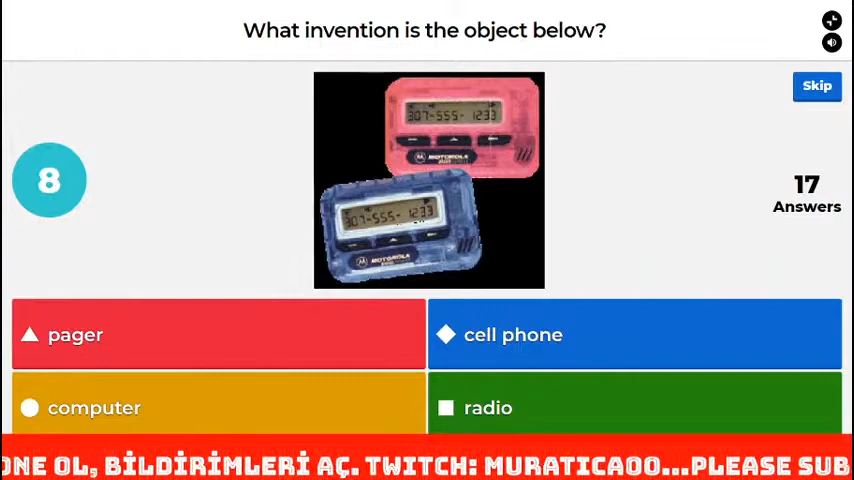 What invention is the object below?
Skip
307-555-1233
MOTOROLA
8
17
Answers
307-555-1233
MOTOROLA
pager
cell phone
computer
radio
ONE OL, BİLDİRİMLERİ AÇ. TWITCH: MURATICAOO...PLEASE SUB